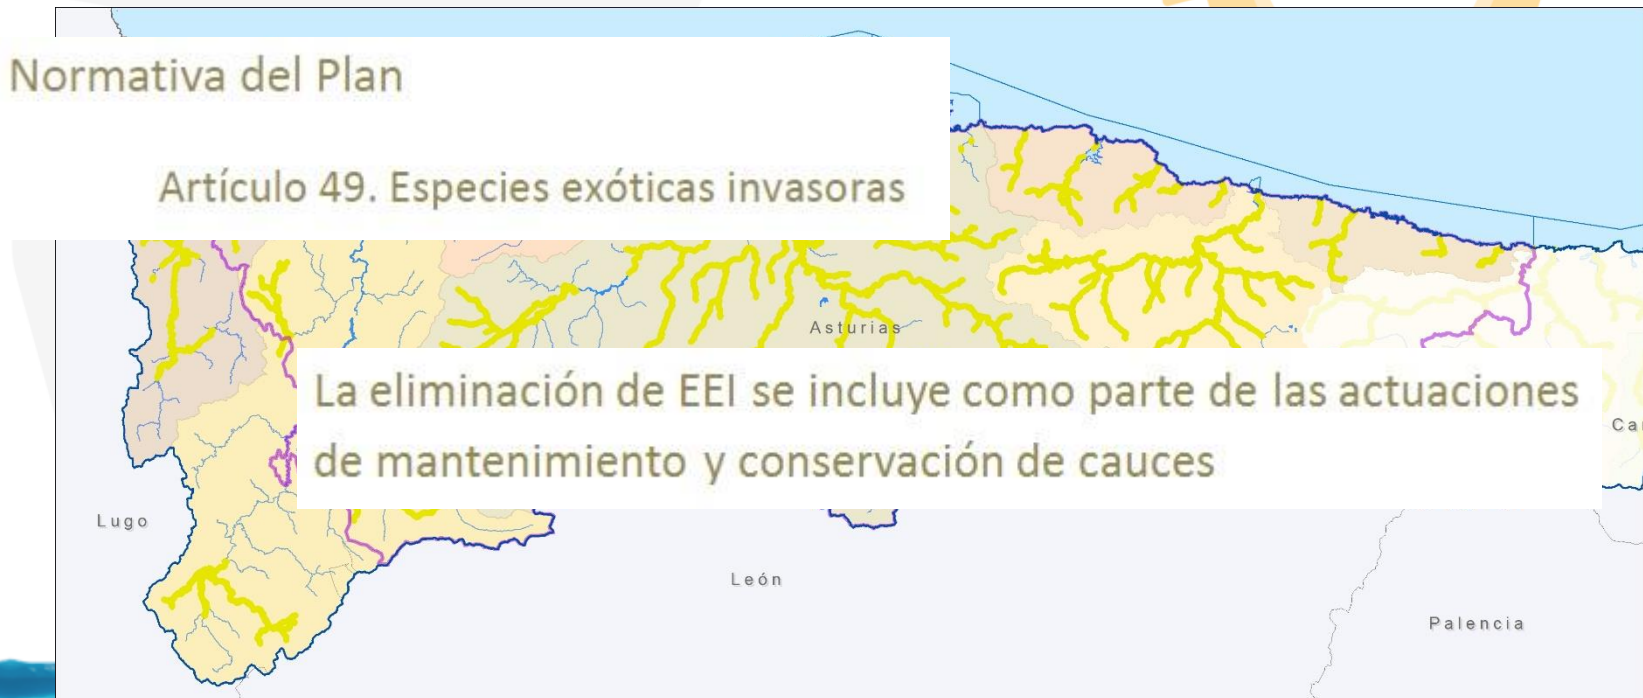 Normativa del Plan
Artículo 49. Especies exóticas invasoras
Asturias
La eliminación de EEI se incluye como parte de las actuaciones
de mantenimiento y conservación de cauces
Lugo
León
Palencia